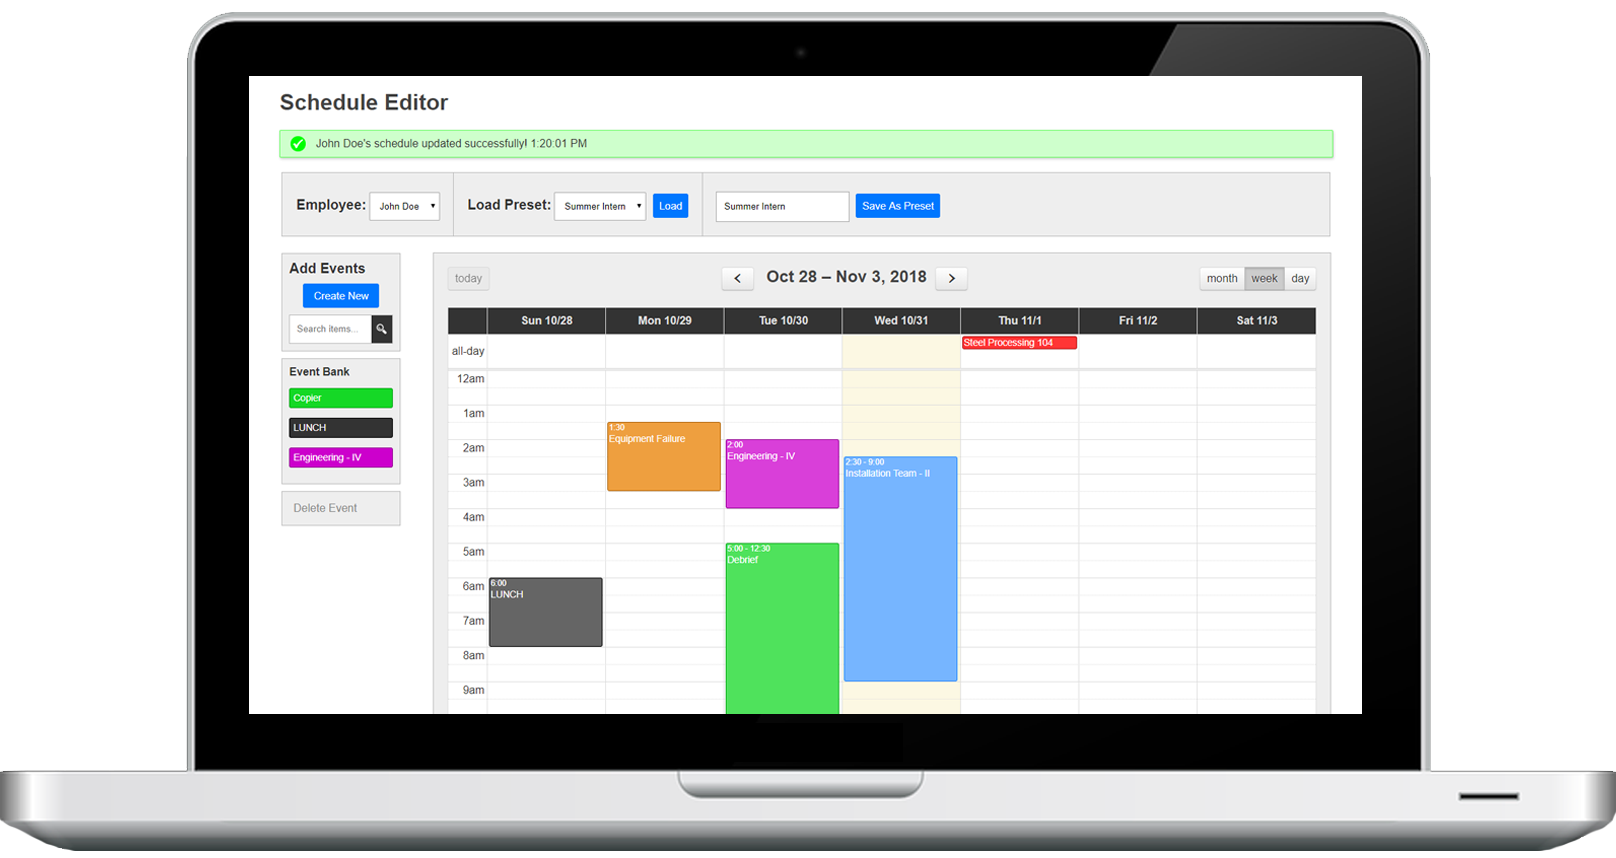 Schedule Editor
John Doe's schedule updated successfully! 1:20:01 PM
Employee: John Doe Load Preset: Summer Intern Load Summer Intern Save As Preset
Add Events
Create New
Search items...
Event Bank
Copier
LUNCH
Engineering - IV
Delete Event
today Oct 28 – Nov 3, 2018 month week day
Sun 10/28 Mon 10/29 Tue 10/30 Wed 10/31 Thu 11/1 Fri 11/2 Sat 11/3
all-day
Steel Processing 104
12am
1am
2am
3am
4am
5am
6am
7am
8am
9am
6:00
LUNCH
1:30
Equipment Failure
2:00
Engineering - IV
5:00 - 12:30
Debrief
2:30 - 9:00
Installation Team - II